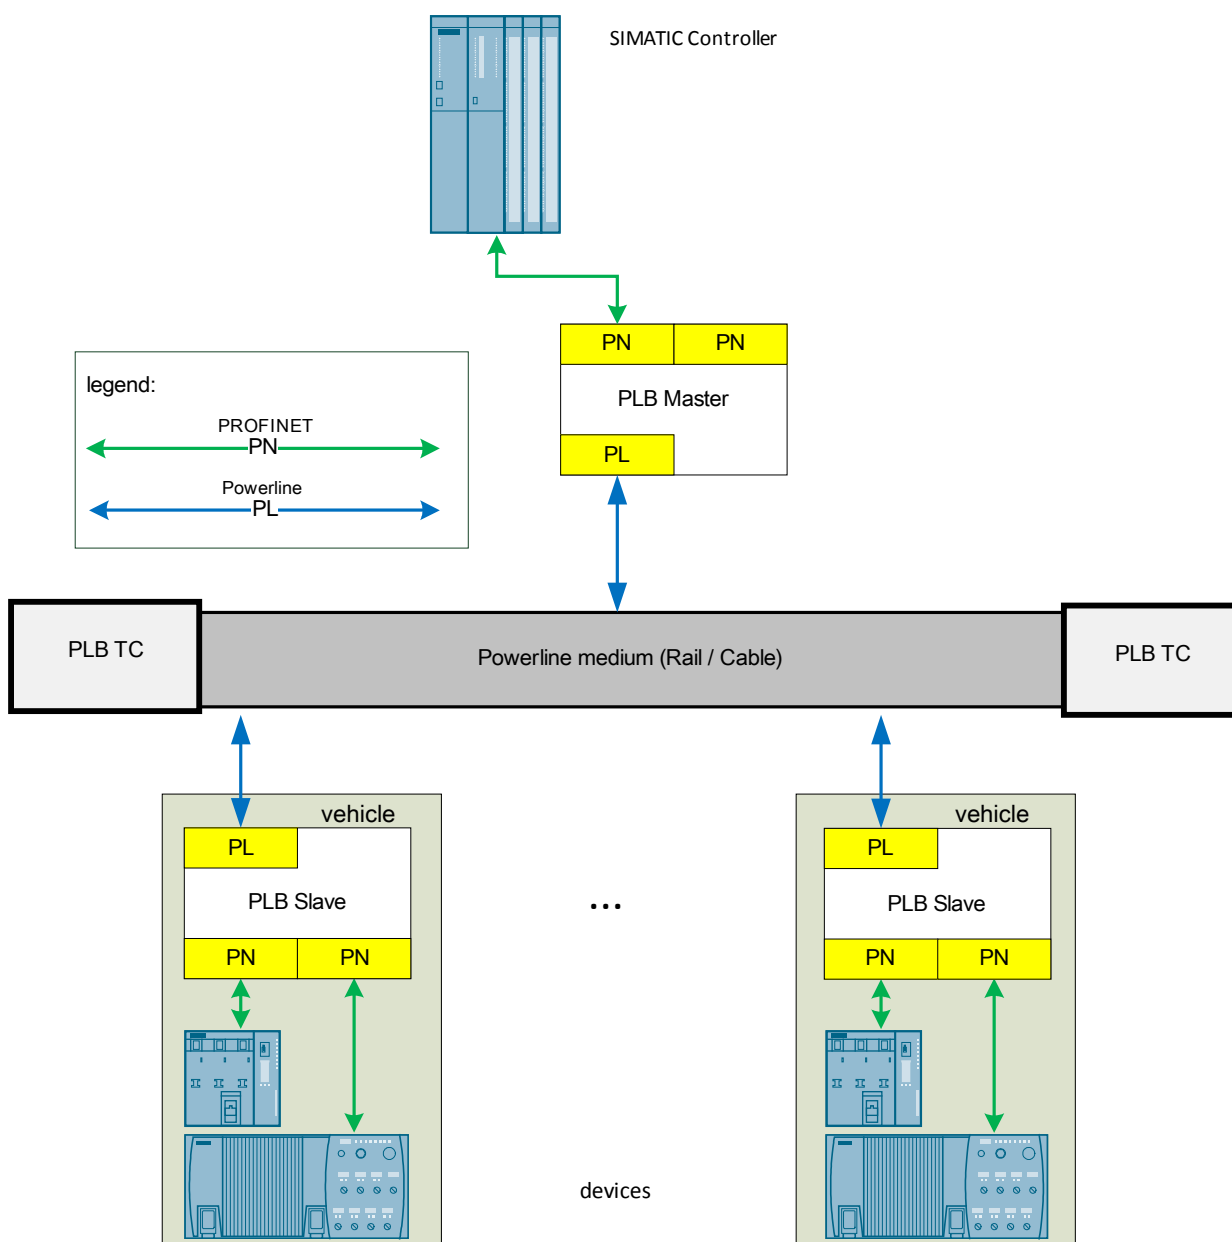 SIMATIC Controller
PN PN
PLB Master
PL
legend:
PROFINET
PN
Powerline
PL
PLB TC
Powerline medium (Rail / Cable)
PLB TC
vehicle
PL
PLB Slave
PN PN
...
vehicle
PL
PLB Slave
PN PN
devices